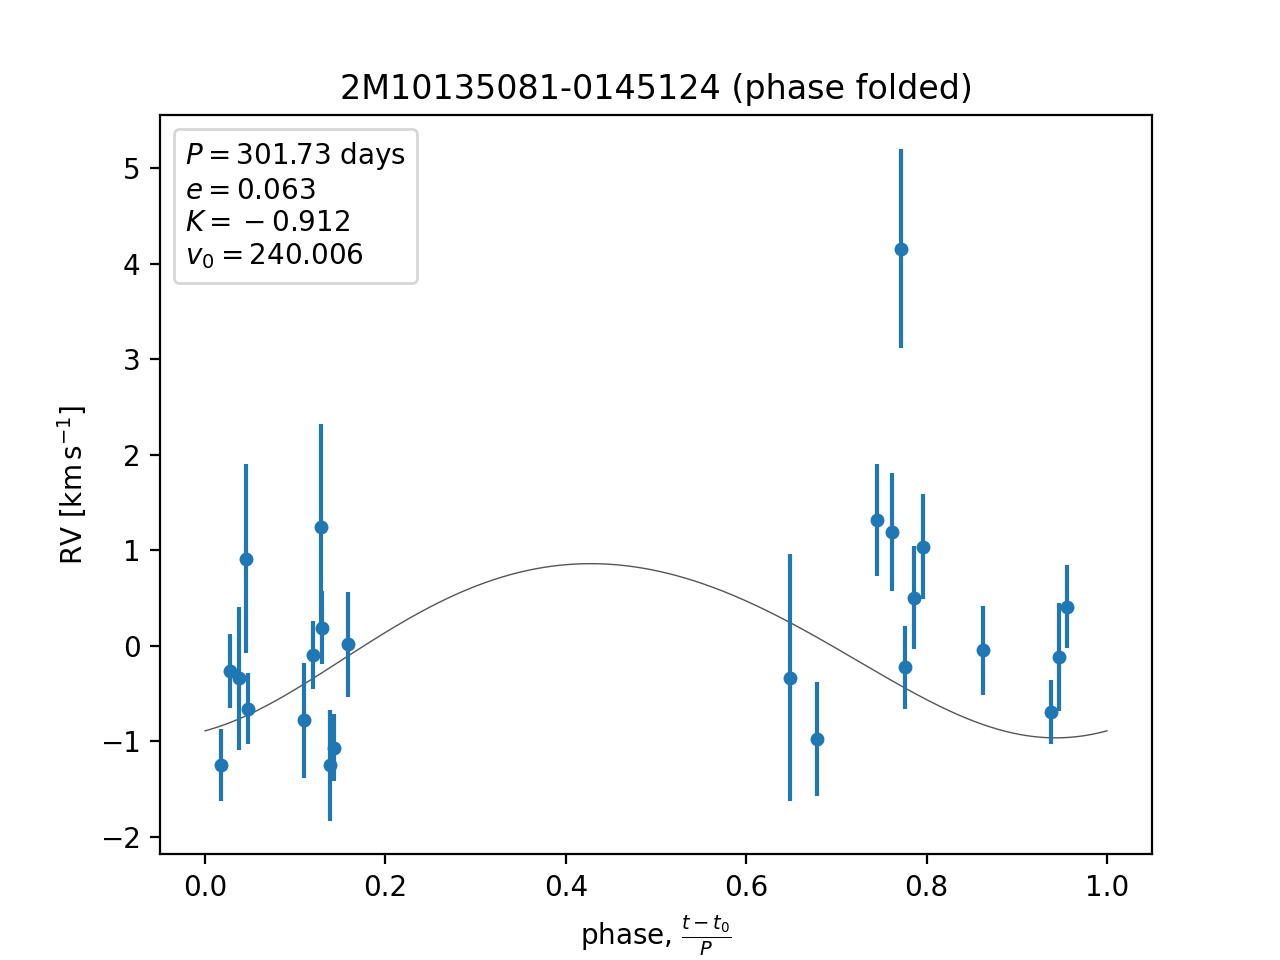 2M10135081-0145124 (phase folded)
P = 301.73 days
e = 0.063
K = −0.912
v₀ = 240.006
5
4
3
2
1
0
−1
−2
RV [km s⁻¹]
0.0 0.2 0.4 0.6 0.8 1.0
phase, (t − t₀)/P